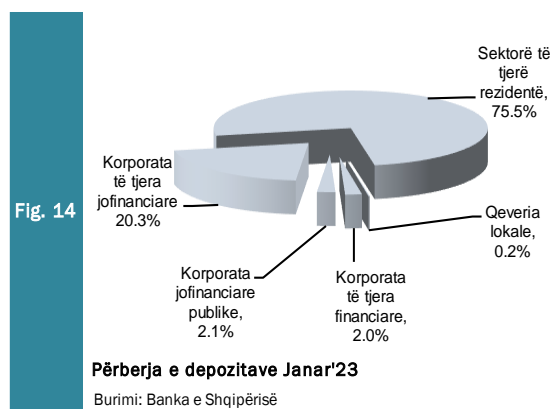 Fig. 14
Sektorë të
tjerë
rezidentë,
75.5%
Korporata
të tjera
jofinanciare
20.3%
Qeveria
lokale,
0.2%
Korporata
jofinanciare
publike,
2.1%
Korporata
të tjera
financiare,
2.0%
Përberja e depozitave Janar'23
Burimi: Banka e Shqipërisë